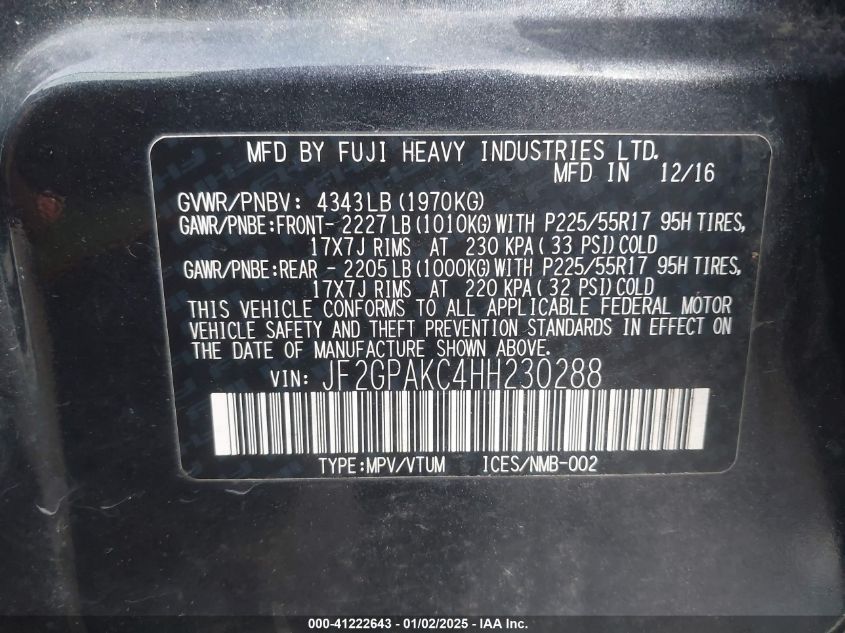 MFD BY FUJI HEAVY INDUSTRIES LTD.
MFD IN 12/16
GVWR/PNBV: 4343LB (1970KG)
GAWR/PNBE:FRONT- 2227LB (1010KG) WITH P225/55R17 95H TIRES,
17X7J RIMS AT 230 KPA (33 PSI) COLD
GAWR/PNBE:REAR - 2205LB (1000KG) WITH P225/55R17 95H TIRES,
17X7J RIMS AT 220 KPA (32 PSI) COLD
THIS VEHICLE CONFORMS TO ALL APPLICABLE FEDERAL MOTOR
VEHICLE SAFETY AND THEFT PREVENTION STANDARDS IN EFFECT ON
THE DATE OF MANUFACTURE SHOWN ABOVE.
VIN: JF2GPAKC4HH230288
TYPE:MPV/VTUM ICES/NMB-002
000-41222643 - 01/02/2025 - IAA Inc.